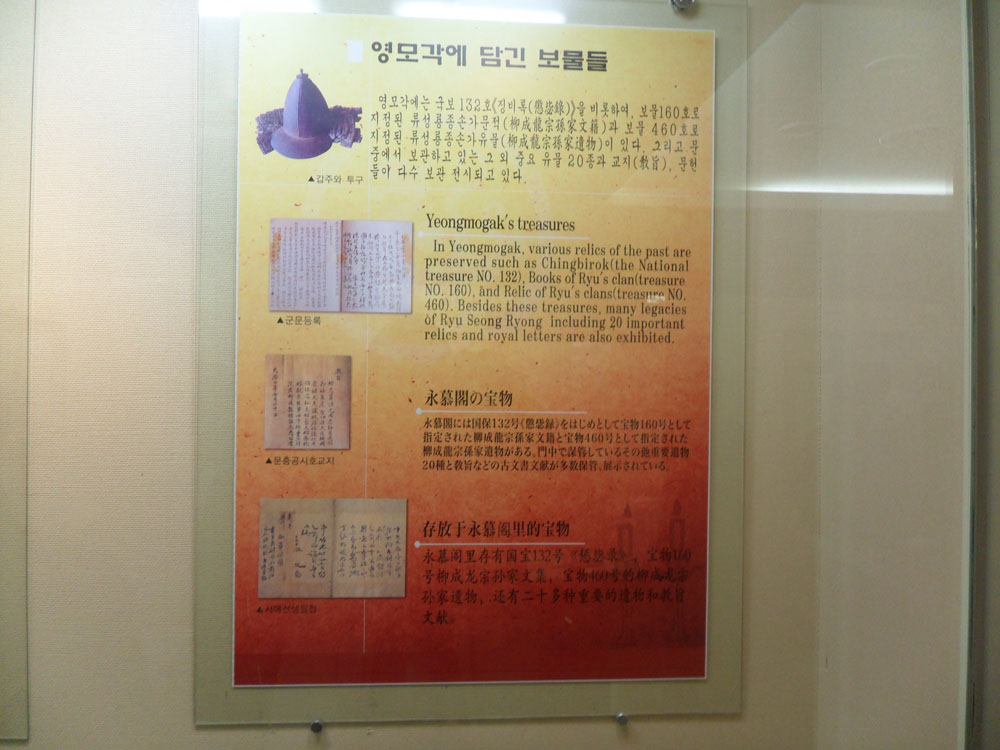 영모각에 담긴 보물들
영모각에는 국보 132호《징비록(懲毖錄)》을 비롯하여, 보물160호로
지정된 류성룡종손가문적(柳成龍宗孫家文籍)과 보물 460호로
지정된 류성룡종손가유물(柳成龍宗孫家遺物)이 있다. 그리고 문
중에서 보관하고 있는 그 외 중요 유물 20종과 교지(敎旨), 문헌
들이 다수 보관 전시되고 있다.
▲갑주와 투구
Yeongmogak's treasures
In Yeongmogak, various relics of the past are
preserved such as Chingbirok(the National
treasure NO. 132), Books of Ryu's clan(treasure
NO. 160), and Relic of Ryu's clans(treasure NO.
460). Besides these treasures, many legacies
of Ryu Seong Ryong including 20 important
relics and royal letters are also exhibited.
▲군문등록
永慕閣の宝物
永慕閣には国保132号《懲毖録》をはじめとして宝物160号として
指定された柳成龍宗孫家文籍と宝物460号として指定された
柳成龍宗孫家遺物がある。門中で保管しているその他重要遺物
20種と敎旨などの古文書文献が多数保管、展示されている。
▲문충공시호교지
存放于永慕阁里的宝物
永慕阁里存有国宝132号《惩毖录》，宝物160
号柳成龙宗孙家文集，宝物460号的柳成龙宗
孙家遗物、还有二十多种重要的遗物和教旨
文献。